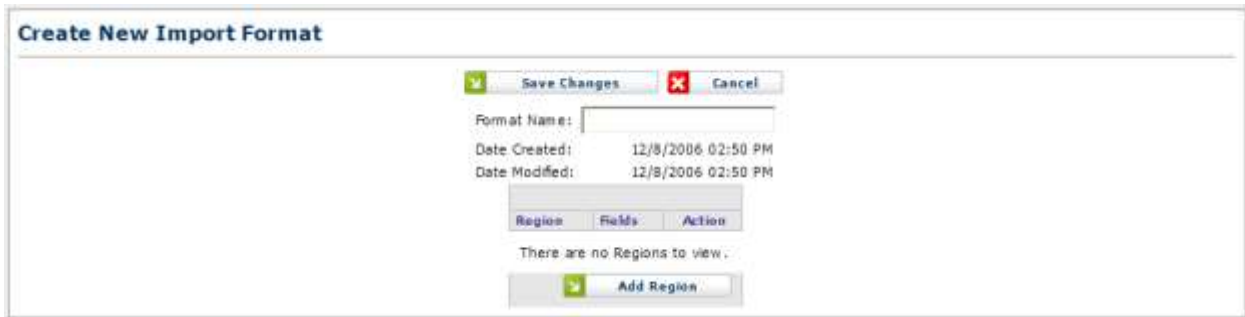 Create New Import Format
Save Changes Cancel
Format Name:
Date Created: 12/8/2006 02:50 PM
Date Modified: 12/8/2006 02:50 PM
Region Fields Action
There are no Regions to view.
Add Region